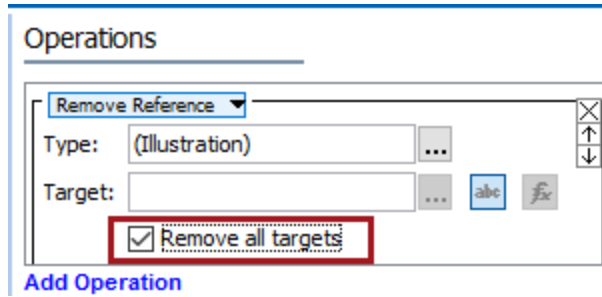 Operations
Remove Reference
Type: (Illustration) ...
Target: ... abc fx
Remove all targets
Add Operation